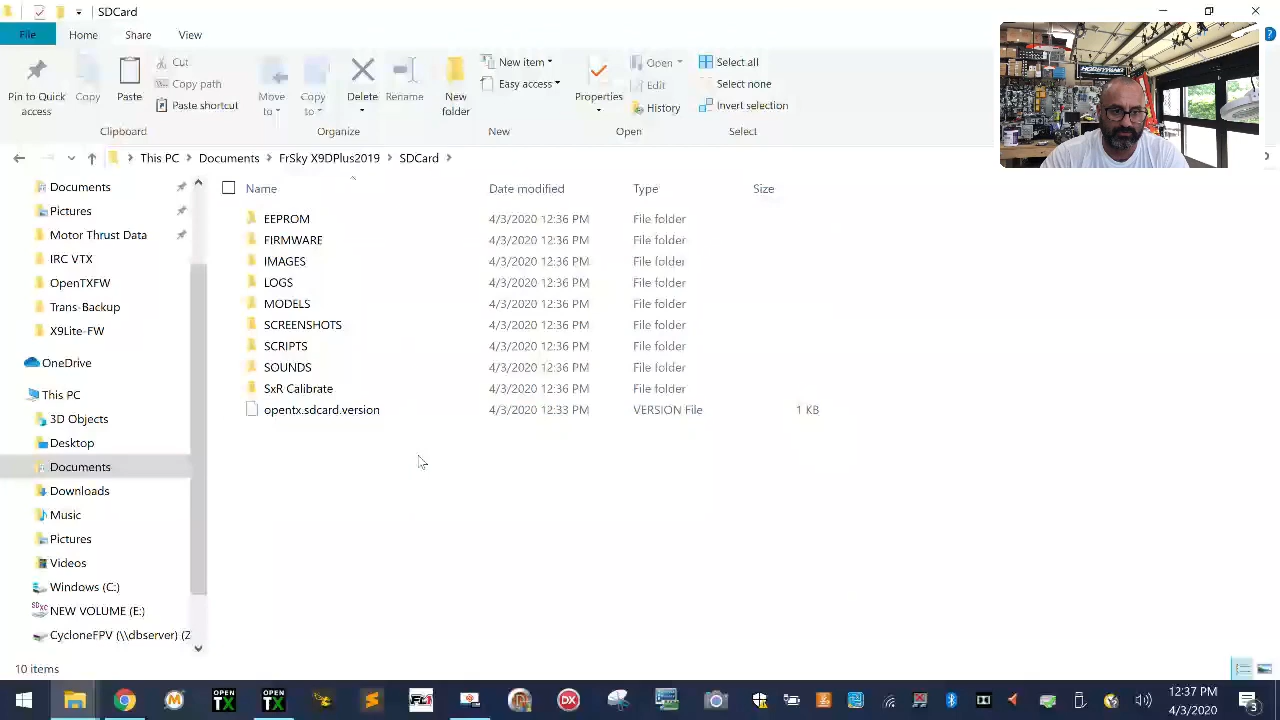 SDCard
File Home Share View
Pin to Quick access
Copy
Paste
Cut
Copy path
Paste shortcut
Clipboard
Move to
Copy to
Delete
Rename
Organize
New folder
New item
Easy access
New
Properties
Open
Edit
History
Open
Select all
Select none
Invert selection
Select
HOBBYWING
This PC > Documents > FrSky X9DPlus2019 > SDCard >
Name Date modified Type Size
EEPROM 4/3/2020 12:36 PM File folder
FIRMWARE 4/3/2020 12:36 PM File folder
IMAGES 4/3/2020 12:36 PM File folder
LOGS 4/3/2020 12:36 PM File folder
MODELS 4/3/2020 12:36 PM File folder
SCREENSHOTS 4/3/2020 12:36 PM File folder
SCRIPTS 4/3/2020 12:36 PM File folder
SOUNDS 4/3/2020 12:36 PM File folder
SxR Calibrate 4/3/2020 12:36 PM File folder
opentx.sdcard.version 4/3/2020 12:33 PM VERSION File 1 KB
Documents
Pictures
Motor Thrust Data
IRC VTX
OpenTXFW
Trans-Backup
X9Lite-FW
OneDrive
This PC
3D Objects
Desktop
Documents
Downloads
Music
Pictures
Videos
Windows (C:)
NEW VOLUME (E:)
CycloneFPV (\\dbserver) (Z
10 items
OPEN TX
OPEN TX
12:37 PM
4/3/2020
3